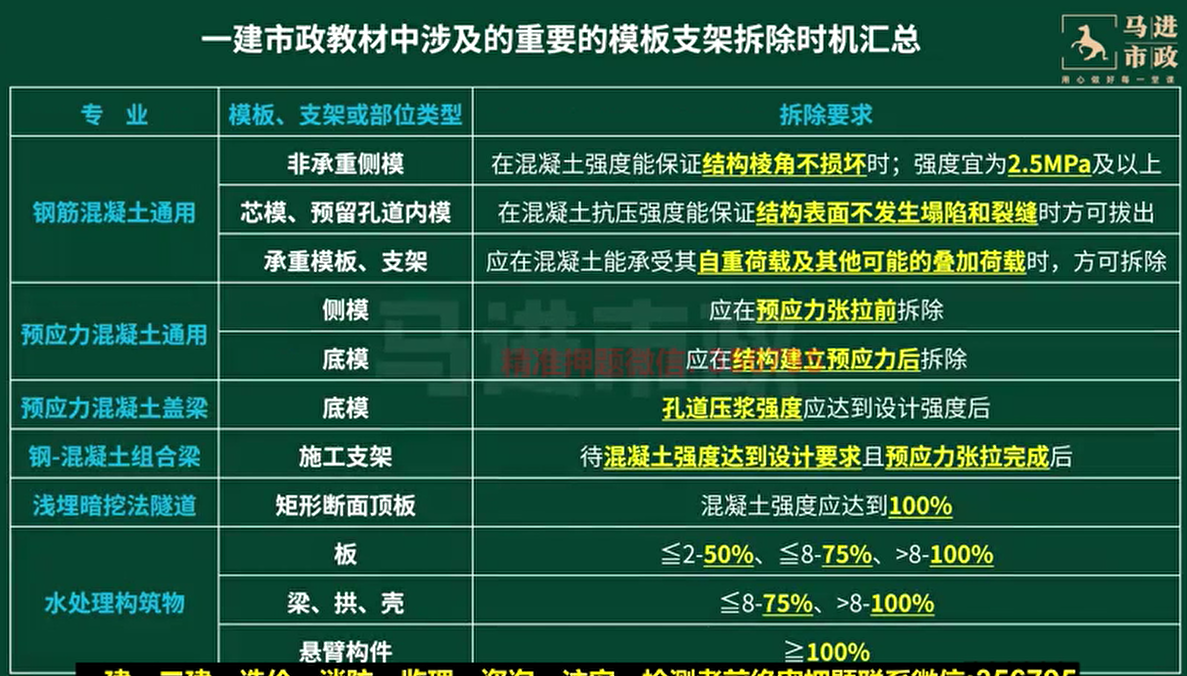 一建市政教材中涉及的重要的模板支架拆除时机汇总
马进
市政
用心做好每一堂课
专 业 模板、支架或部位类型 拆除要求
钢筋混凝土通用 非承重侧模 在混凝土强度能保证结构棱角不损坏时；强度宜为2.5MPa及以上
芯模、预留孔道内模 在混凝土抗压强度能保证结构表面不发生塌陷和裂缝时方可拔出
承重模板、支架 应在混凝土能承受其自重荷载及其他可能的叠加荷载时，方可拆除
预应力混凝土通用 侧模 应在预应力张拉前拆除
底模 应在结构建立预应力后拆除
预应力混凝土盖梁 底模 孔道压浆强度应达到设计强度后
钢-混凝土组合梁 施工支架 待混凝土强度达到设计要求且预应力张拉完成后
浅埋暗挖法隧道 矩形断面顶板 混凝土强度应达到100%
水处理构筑物 板 ≦2-50%、≦8-75%、>8-100%
梁、拱、壳 ≦8-75%、>8-100%
悬臂构件 ≧100%
马进市政
精准押题微信